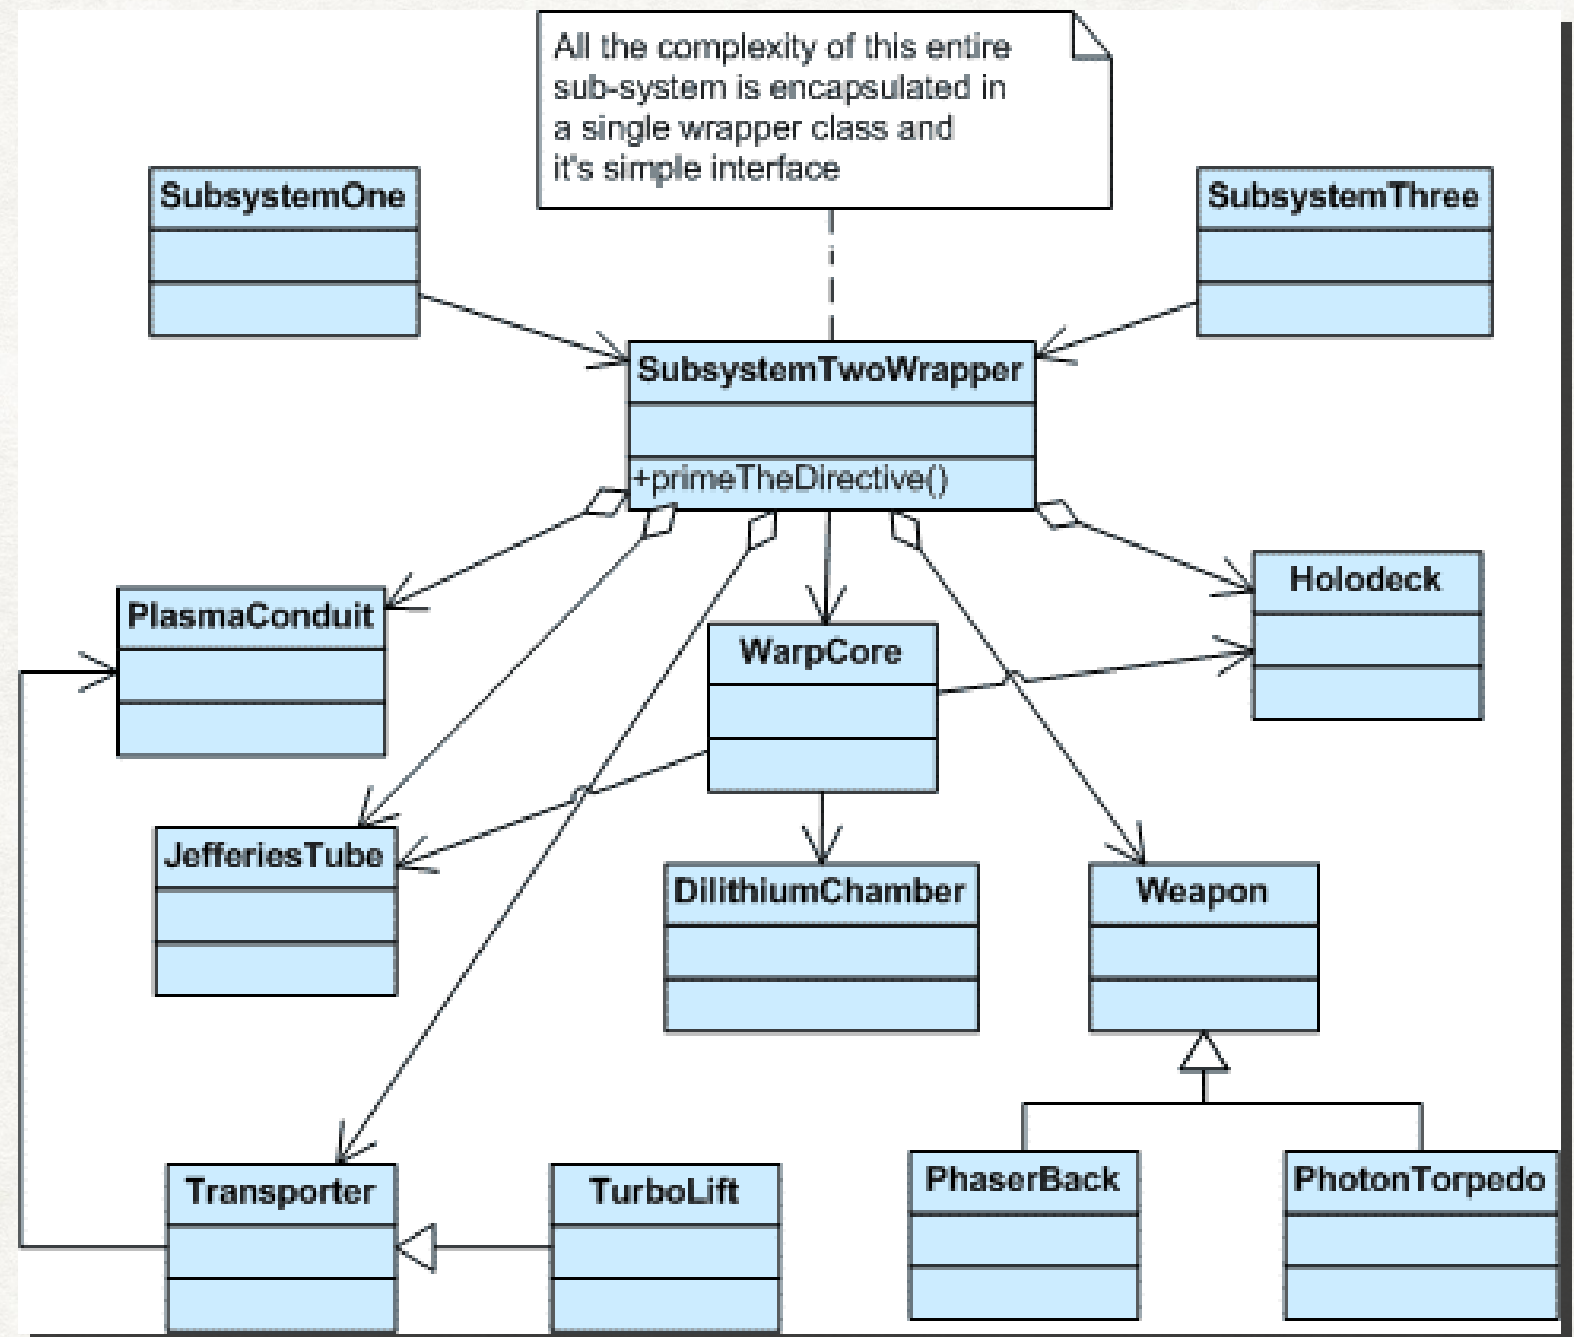 All the complexity of this entire
sub-system is encapsulated in
a single wrapper class and
it's simple interface
SubsystemOne
SubsystemThree
SubsystemTwoWrapper
+primeTheDirective()
Holodeck
PlasmaConduit
WarpCore
JefferiesTube
DilithiumChamber
Weapon
Transporter
TurboLift
PhaserBack
PhotonTorpedo